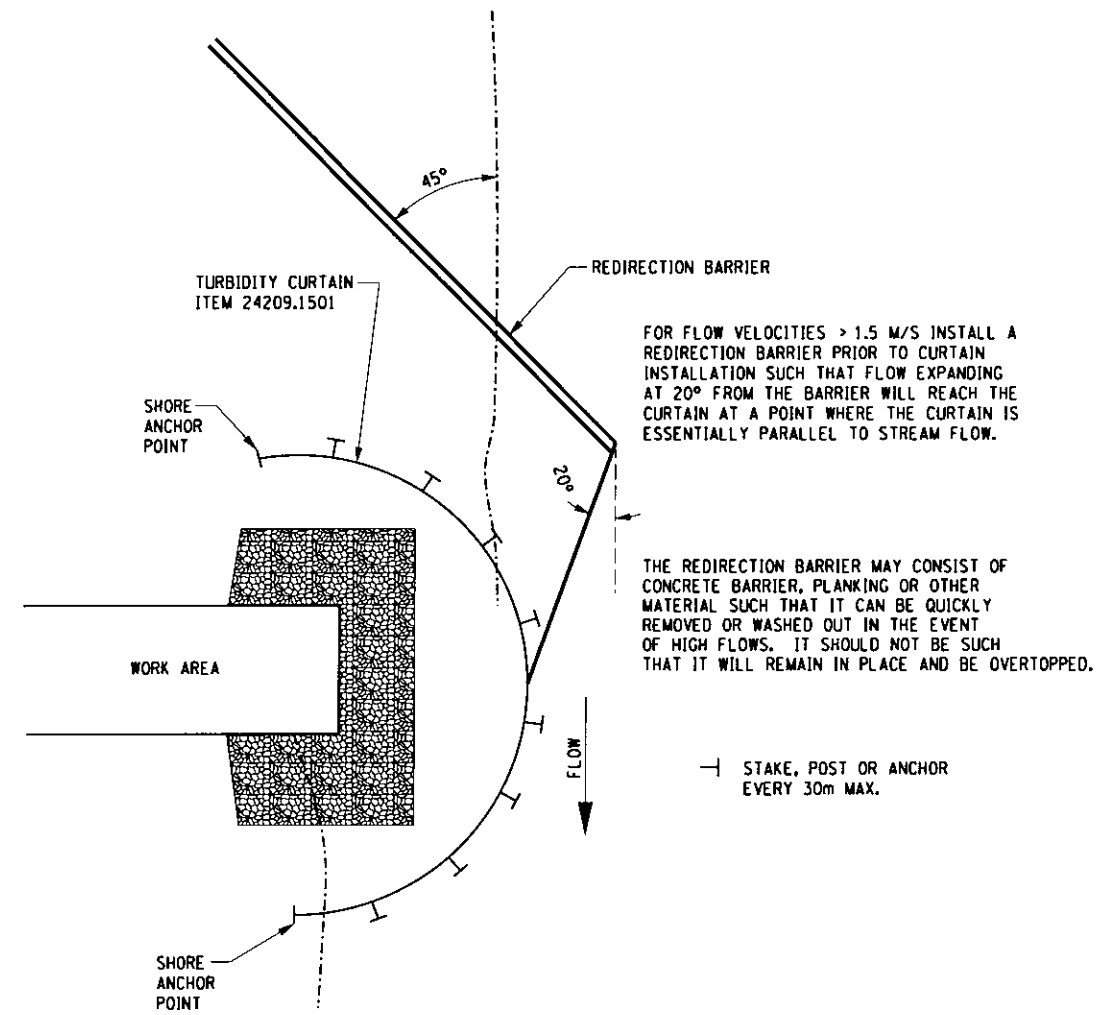 45°
REDIRECTION BARRIER
TURBIDITY CURTAIN
ITEM 24209.1501
FOR FLOW VELOCITIES > 1.5 M/S INSTALL A
REDIRECTION BARRIER PRIOR TO CURTAIN
INSTALLATION SUCH THAT FLOW EXPANDING
AT 20° FROM THE BARRIER WILL REACH THE
CURTAIN AT A POINT WHERE THE CURTAIN IS
ESSENTIALLY PARALLEL TO STREAM FLOW.
SHORE
ANCHOR
POINT
20°
THE REDIRECTION BARRIER MAY CONSIST OF
CONCRETE BARRIER, PLANKING OR OTHER
MATERIAL SUCH THAT IT CAN BE QUICKLY
REMOVED OR WASHED OUT IN THE EVENT
OF HIGH FLOWS. IT SHOULD NOT BE SUCH
THAT IT WILL REMAIN IN PLACE AND BE OVERTOPPED.
WORK AREA
FLOW
STAKE, POST OR ANCHOR
EVERY 30m MAX.
SHORE
ANCHOR
POINT